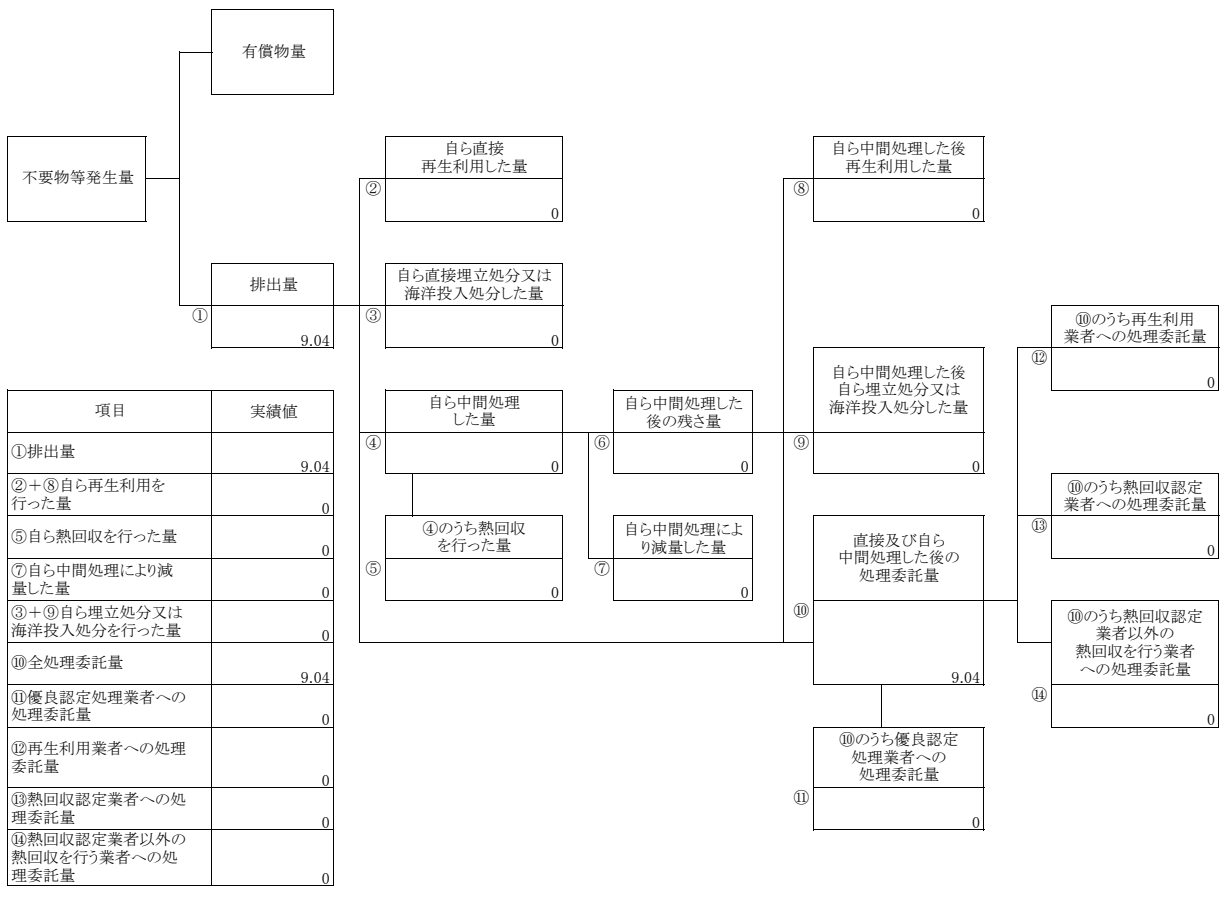 有償物量
不要物等発生量
排出量
①
9.04
自ら直接
再生利用した量
②
0
自ら直接埋立処分又は
海洋投入処分した量
③
0
自ら中間処理
した量
④
0
④のうち熱回収
を行った量
⑤
0
自ら中間処理した
後の残さ量
⑥
0
自ら中間処理によ
り減量した量
⑦
0
自ら中間処理した後
再生利用した量
⑧
0
自ら中間処理した後
自ら埋立処分又は
海洋投入処分した量
⑨
0
直接及び自ら
中間処理した後の
処理委託量
⑩
9.04
⑩のうち優良認定
処理業者への
処理委託量
⑪
0
⑩のうち再生利用
業者への処理委託量
⑫
0
⑩のうち熱回収認定
業者への処理委託量
⑬
0
⑩のうち熱回収認定
業者以外の
熱回収を行う業者
への処理委託量
⑭
0
項目 実績値
①排出量
9.04
②＋⑧自ら再生利用を
行った量
0
⑤自ら熱回収を行った量
0
⑦自ら中間処理により減
量した量
0
③＋⑨自ら埋立処分又は
海洋投入処分を行った量
0
⑩全処理委託量
9.04
⑪優良認定処理業者への
処理委託量
0
⑫再生利用業者への処理
委託量
0
⑬熱回収認定業者への処
理委託量
0
⑭熱回収認定業者以外の
熱回収を行う業者への処
理委託量
0